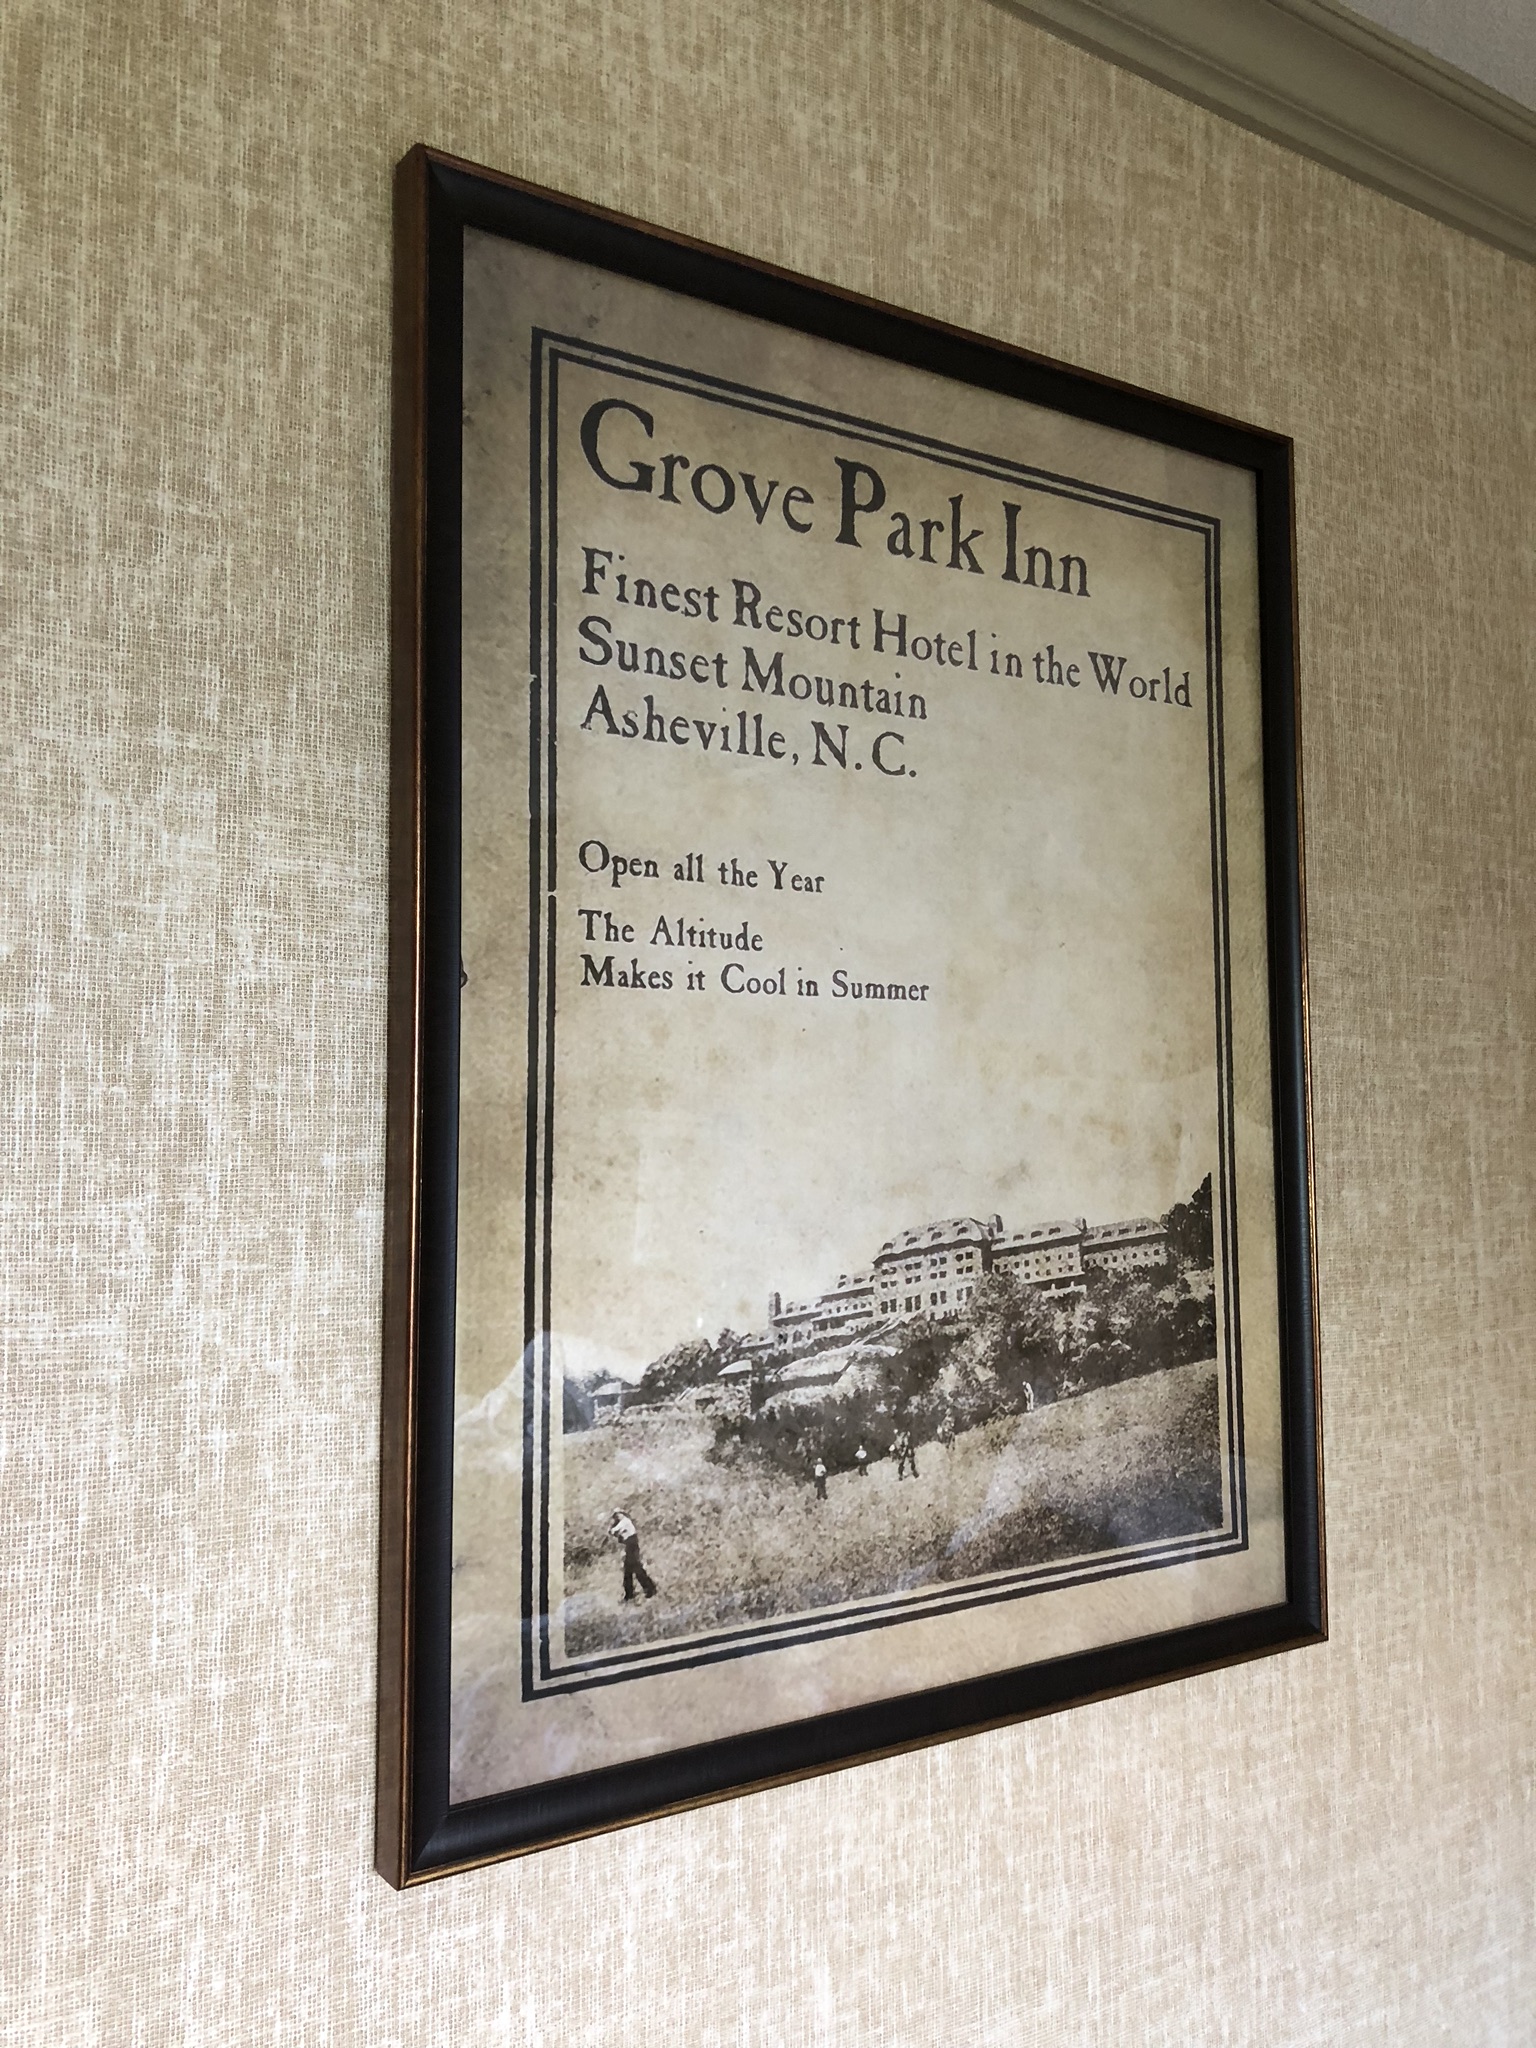 Grove Park Inn
Finest Resort Hotel in the World
Sunset Mountain
Asheville, N. C.
Open all the Year
The Altitude
Makes it Cool in Summer